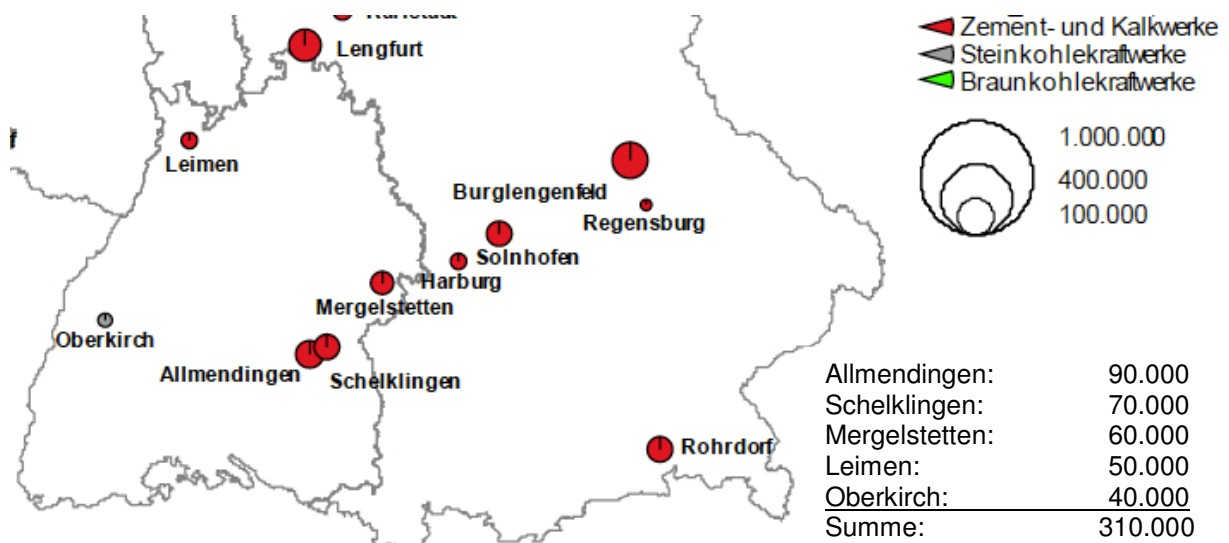 Lengfurt
Leimen
Burglengenfeld
Regensburg
Solnhofen
Harburg
Mergelstetten
Oberkirch
Allmendingen
Schelklingen
Rohrdorf
Zement- und Kalkwerke
Steinkohlekraftwerke
Braunkohlekraftwerke
1.000.000
400.000
100.000
Allmendingen: 90.000
Schelklingen: 70.000
Mergelstetten: 60.000
Leimen: 50.000
Oberkirch: 40.000
Summe: 310.000